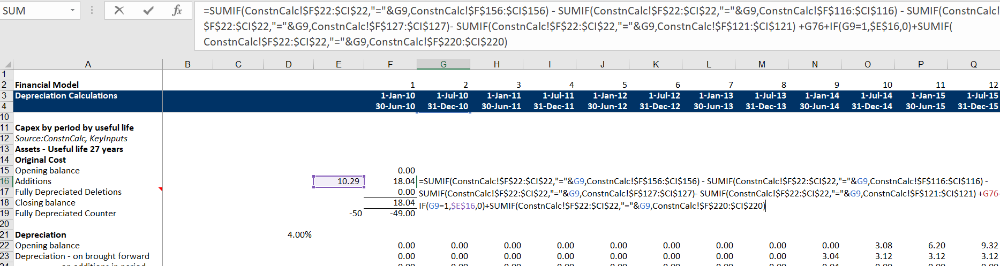 SUM
fx
=SUMIF(ConstnCalc!$F$22:$CI$22,"="&G9,ConstnCalc!$F$156:$CI$156) - SUMIF(ConstnCalc!$F$22:$CI$22,"="&G9,ConstnCalc!$F$116:$CI$116) - SUMIF(ConstnCalc!
$F$22:$CI$22,"="&G9,ConstnCalc!$F$127:$CI$127)- SUMIF(ConstnCalc!$F$22:$CI$22,"="&G9,ConstnCalc!$F$121:$CI$121) +G76+IF(G9=1,$E$16,0)+SUMIF(
ConstnCalc!$F$22:$CI$22,"="&G9,ConstnCalc!$F$220:$CI$220)
A B C D E F G H I J K L M N O P Q
1
2 Financial Model 1 2 3 4 5 6 7 8 9 10 11 12
3 Depreciation Calculations 1-Jan-10 1-Jul-10 1-Jan-11 1-Jul-11 1-Jan-12 1-Jul-12 1-Jan-13 1-Jul-13 1-Jan-14 1-Jul-14 1-Jan-15 1-Jul-15
4 30-Jun-10 31-Dec-10 30-Jun-11 31-Dec-11 30-Jun-12 31-Dec-12 30-Jun-13 31-Dec-13 30-Jun-14 31-Dec-14 30-Jun-15 31-Dec-15
10
11 Capex by period by useful life
12 Source:ConstnCalc, KeyInputs
13 Assets - Useful life 27 years
14 Original Cost
15 Opening balance 0.00
16 Additions 10.29 18.04 =SUMIF(ConstnCalc!$F$22:$CI$22,"="&G9,ConstnCalc!$F$156:$CI$156) - SUMIF(ConstnCalc!$F$22:$CI$22,"="&G9,ConstnCalc!$F$116:$CI$116) -
17 Fully Depreciated Deletions 0.00 SUMIF(ConstnCalc!$F$22:$CI$22,"="&G9,ConstnCalc!$F$127:$CI$127)- SUMIF(ConstnCalc!$F$22:$CI$22,"="&G9,ConstnCalc!$F$121:$CI$121) +G76+
18 Closing balance 18.04 IF(G9=1,$E$16,0)+SUMIF(ConstnCalc!$F$22:$CI$22,"="&G9,ConstnCalc!$F$220:$CI$220)
19 Fully Depreciated Counter -50 -49.00
20
21 Depreciation 4.00%
22 Opening balance 0.00 0.00 0.00 0.00 0.00 0.00 0.00 0.00 0.00 3.08 6.20 9.32
23 Depreciation - on brought forward 0.00 0.00 0.00 0.00 0.00 0.00 0.00 0.00 3.04 3.12 3.12 3.12